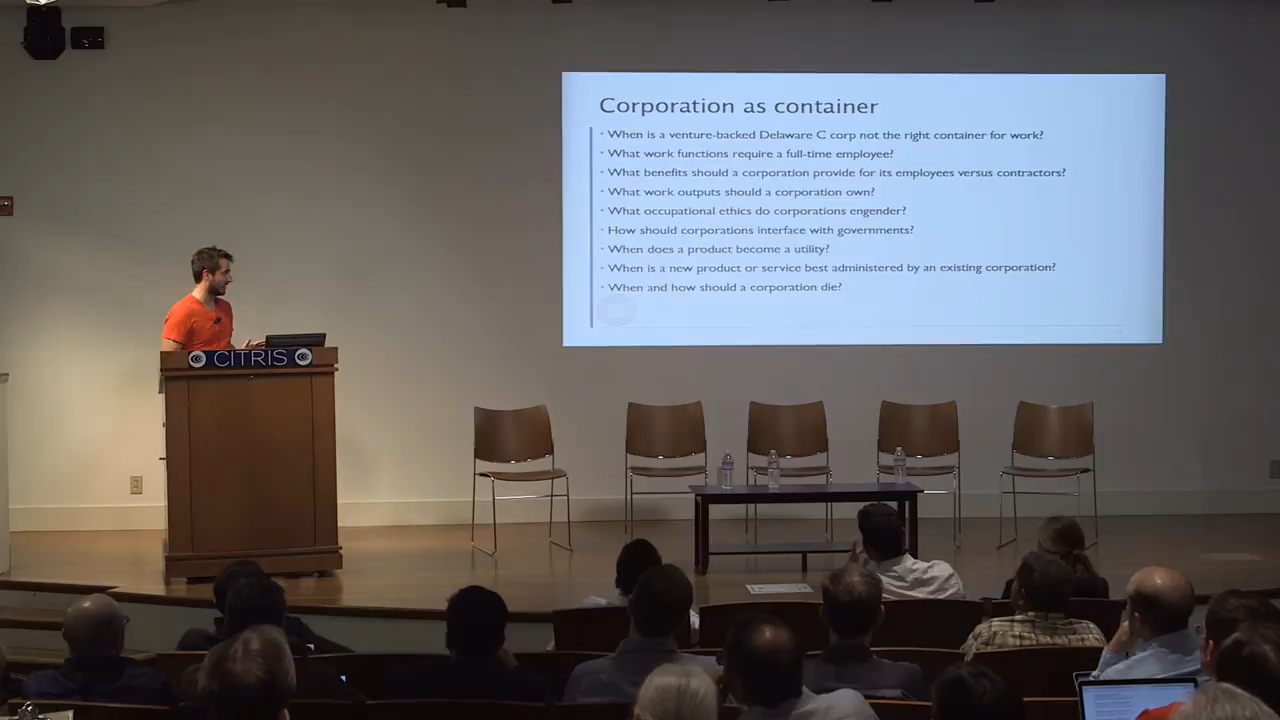 Corporation as container
• When is a venture-backed Delaware C corp not the right container for work?
• What work functions require a full-time employee?
• What benefits should a corporation provide for its employees versus contractors?
• What work outputs should a corporation own?
• What occupational ethics do corporations engender?
• How should corporations interface with governments?
• When does a product become a utility?
• When is a new product or service best administered by an existing corporation?
• When and how should a corporation die?
CITRIS